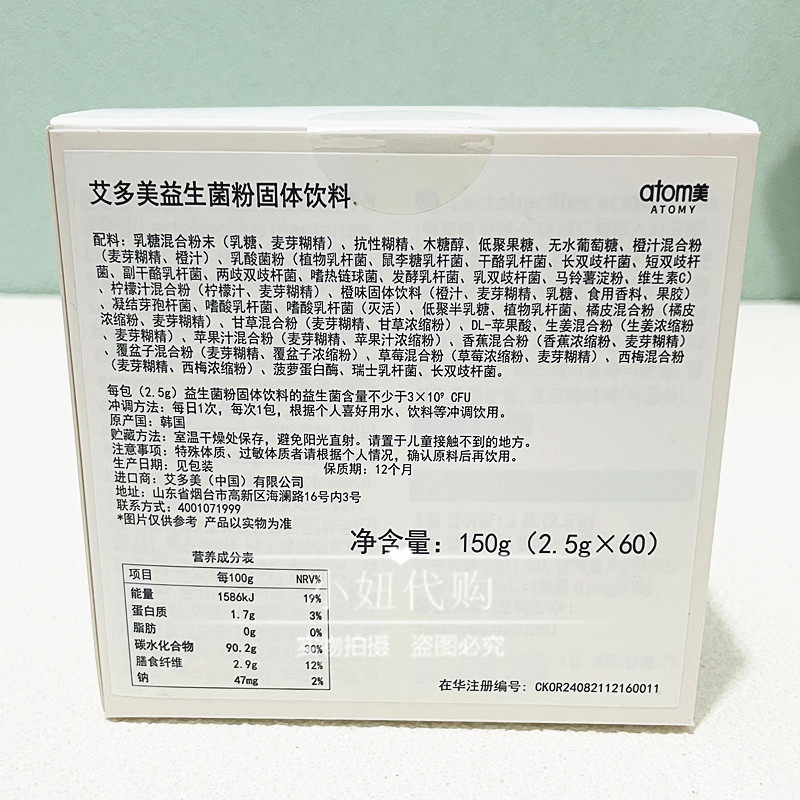 艾多美益生菌粉固体饮料.
atom美
ATOMY
配料：乳糖混合粉末（乳糖、麦芽糊精）、抗性糊精、木糖醇、低聚果糖、无水葡萄糖、橙汁混合粉
（麦芽糊精、橙汁）、乳酸菌粉（植物乳杆菌、鼠李糖乳杆菌、干酪乳杆菌、长双歧杆菌、短双歧杆
菌、副干酪乳杆菌、两歧双歧杆菌、嗜热链球菌、发酵乳杆菌、乳双歧杆菌、马铃薯淀粉、维生素C）
、柠檬汁混合粉（柠檬汁、麦芽糊精）、橙味固体饮料（橙汁、麦芽糊精、乳糖、食用香料、果胶）
、凝结芽孢杆菌、嗜酸乳杆菌、嗜酸乳杆菌（灭活）、低聚半乳糖、植物乳杆菌、橘皮混合粉（橘皮
浓缩粉、麦芽糊精）、甘草混合粉（麦芽糊精、甘草浓缩粉）、DL-苹果酸、生姜混合粉（生姜浓缩粉
、麦芽糊精）、苹果汁混合粉（麦芽糊精、苹果汁浓缩粉）、香蕉混合粉（香蕉浓缩粉、麦芽糊精）
、覆盆子混合粉（麦芽糊精、覆盆子浓缩粉）、草莓混合粉（草莓浓缩粉、麦芽糊精）、西梅混合粉
（麦芽糊精、西梅浓缩粉）、菠萝蛋白酶、瑞士乳杆菌、长双歧杆菌。
每包（2.5g）益生菌粉固体饮料的益生菌含量不少于3×10⁹ CFU
冲调方法：每日1次，每次1包，根据个人喜好用水、饮料等冲调饮用。
原产国：韩国
贮藏方法：室温干燥处保存，避免阳光直射。请置于儿童接触不到的地方。
注意事项：特殊体质、过敏体质者请根据个人情况，确认原料后再饮用。
生产日期：见包装 保质期：12个月
进口商：艾多美（中国）有限公司
地址：山东省烟台市高新区海澜路16号内3号
联系方式：4001071999
*图片仅供参考 产品以实物为准
净含量：150g（2.5g×60）
营养成分表
项目 每100g NRV%
能量 1586kJ 19%
蛋白质 1.7g 3%
脂肪 0g 0%
碳水化合物 90.2g 30%
膳食纤维 2.9g 12%
钠 47mg 2%
小妞代购
实物拍摄 盗图必究
在华注册编号：CKOR24082112160011